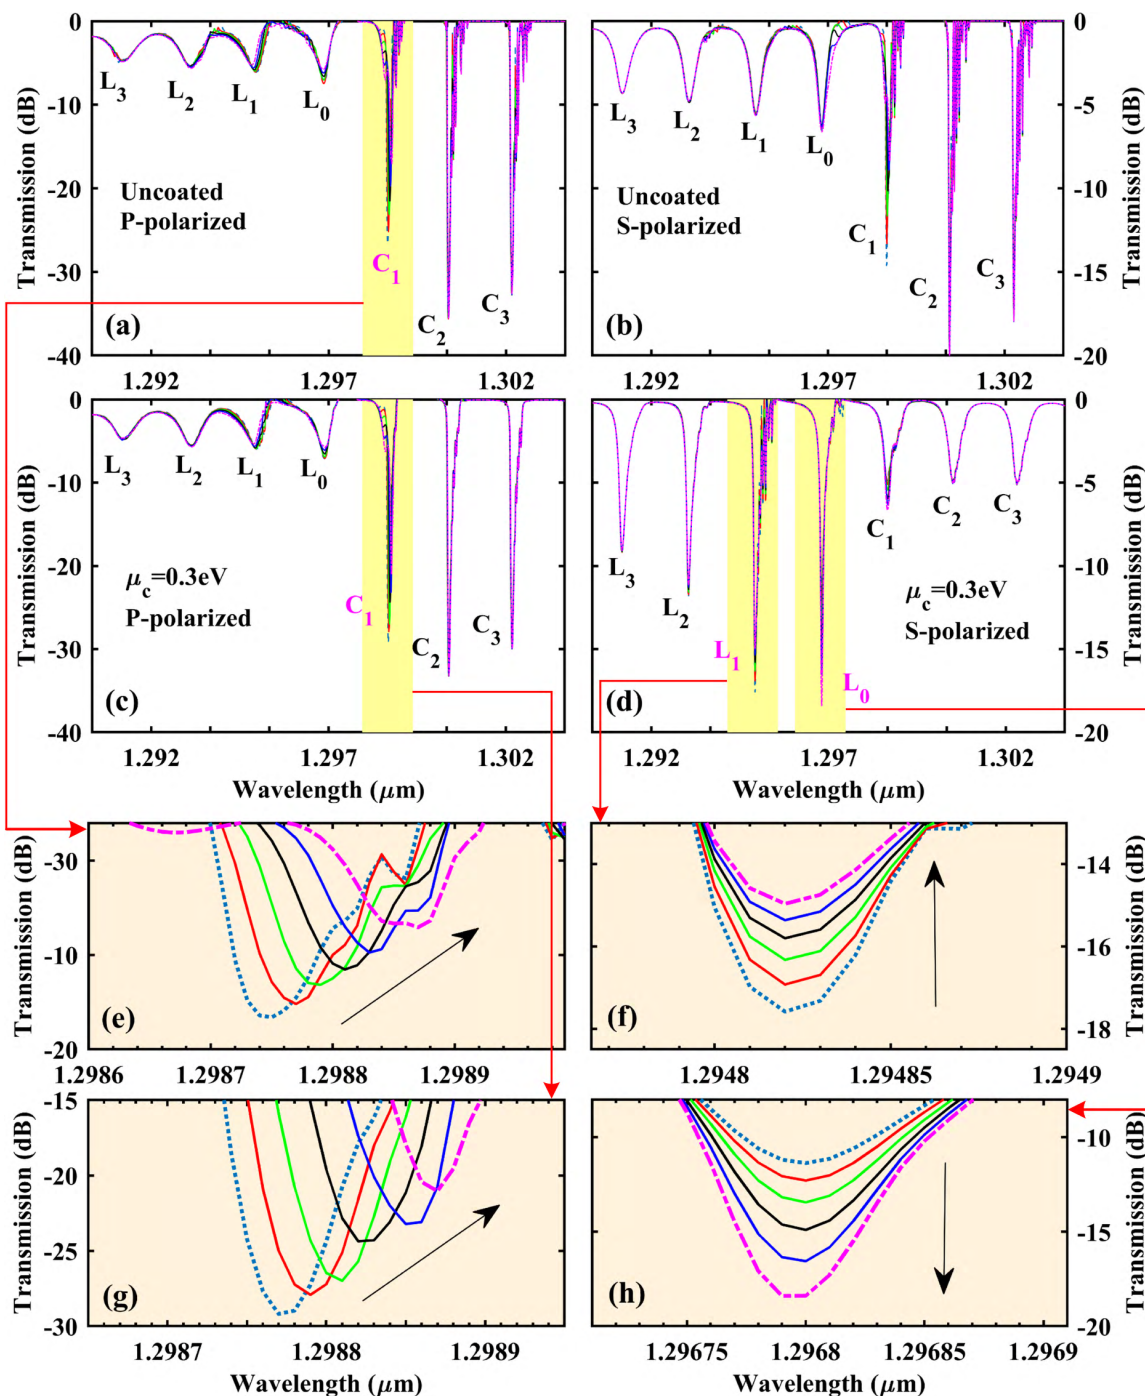 0
-10
-20
-30
-40
Transmission (dB)
L3
L2
L1
L0
Uncoated
P-polarized
C1
C2
C3
(a)
1.292
1.297
1.302
0
-5
-10
-15
-20
Transmission (dB)
L3
L2
L1
L0
Uncoated
S-polarized
C1
C2
C3
(b)
1.292
1.297
1.302
0
-10
-20
-30
-40
Transmission (dB)
L3
L2
L1
L0
μc=0.3eV
P-polarized
C1
C2
C3
(c)
1.292
1.297
1.302
Wavelength (μm)
0
-5
-10
-15
-20
Transmission (dB)
L3
L2
L1
L0
C1
C2
C3
μc=0.3eV
S-polarized
(d)
1.292
1.297
1.302
Wavelength (μm)
-30
-10
-20
Transmission (dB)
(e)
1.2986
1.2987
1.2988
1.2989
-14
-16
-18
Transmission (dB)
(f)
1.2948
1.29485
1.2949
-15
-20
-25
-30
Transmission (dB)
(g)
1.2987
1.2988
1.2989
Wavelength (μm)
-10
-15
-20
Transmission (dB)
(h)
1.29675
1.2968
1.29685
1.2969
Wavelength (μm)